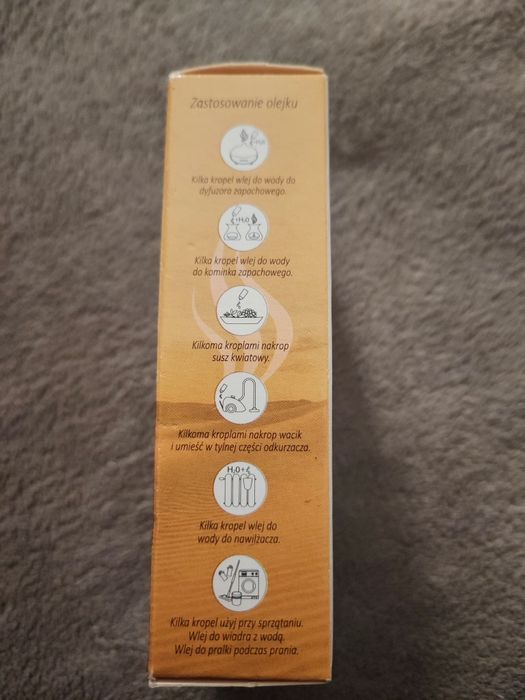 Zastosowanie olejku
Kilka kropel wlej do wody do
dyfuzora zapachowego.
+H₂O
Kilka kropel wlej do wody
do kominka zapachowego.
Kilkoma kroplami nakrop
susz kwiatowy.
Kilkoma kroplami nakrop wacik
i umieść w tylnej części odkurzacza.
H₂O+
Kilka kropel wlej do
wody do nawilżacza.
Kilka kropel użyj przy sprzątaniu.
Wlej do wiadra z wodą.
Wlej do pralki podczas prania.